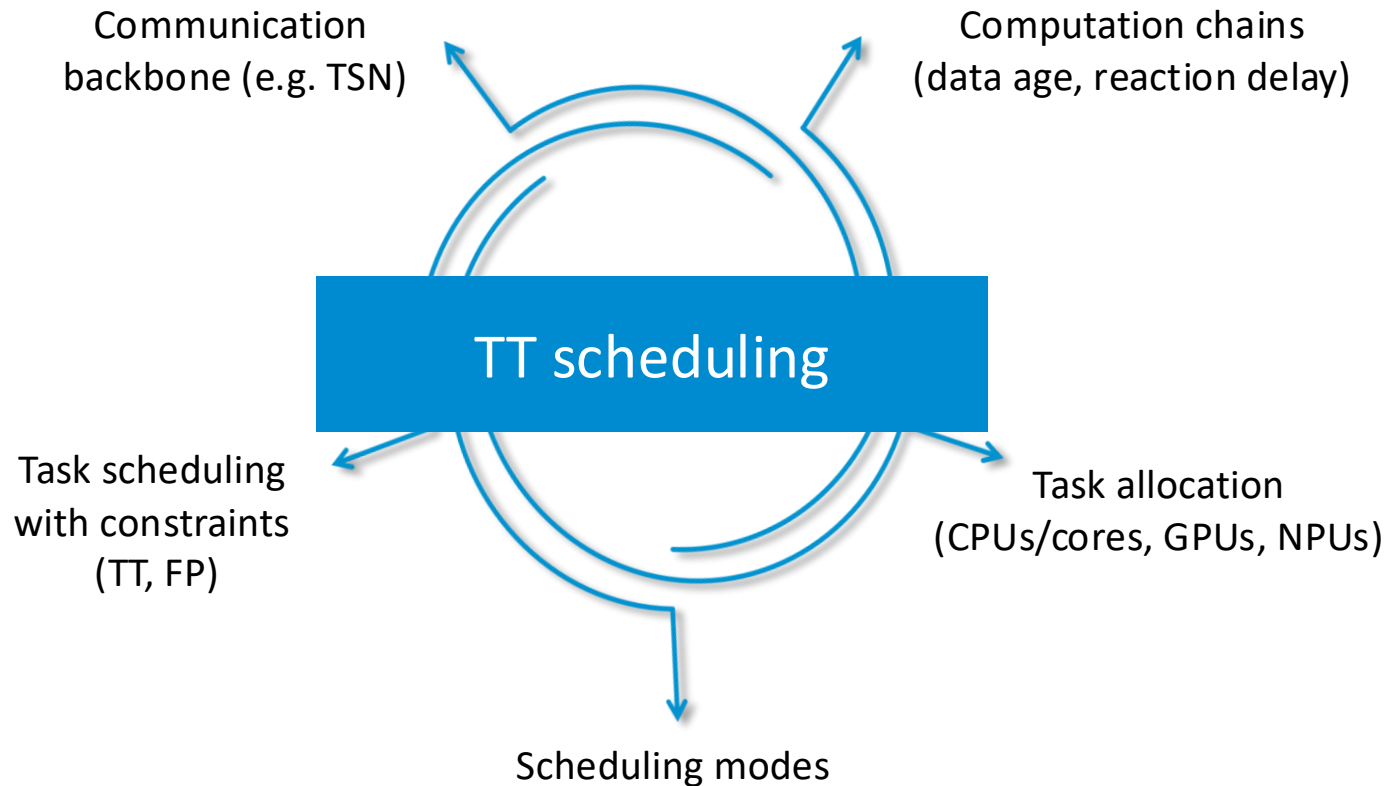 Communication
backbone (e.g. TSN)
Computation chains
(data age, reaction delay)
TT scheduling
Task scheduling
with constraints
(TT, FP)
Task allocation
(CPUs/cores, GPUs, NPUs)
Scheduling modes